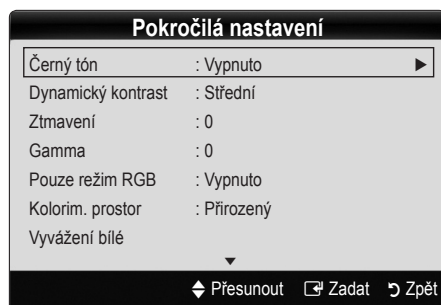 Pokročilá nastavení
Černý tón : Vypnuto
Dynamický kontrast : Střední
Ztmavení : 0
Gamma : 0
Pouze režim RGB : Vypnuto
Kolorim. prostor : Přirozený
Vyvážení bílé
Přesunout Zadat Zpět